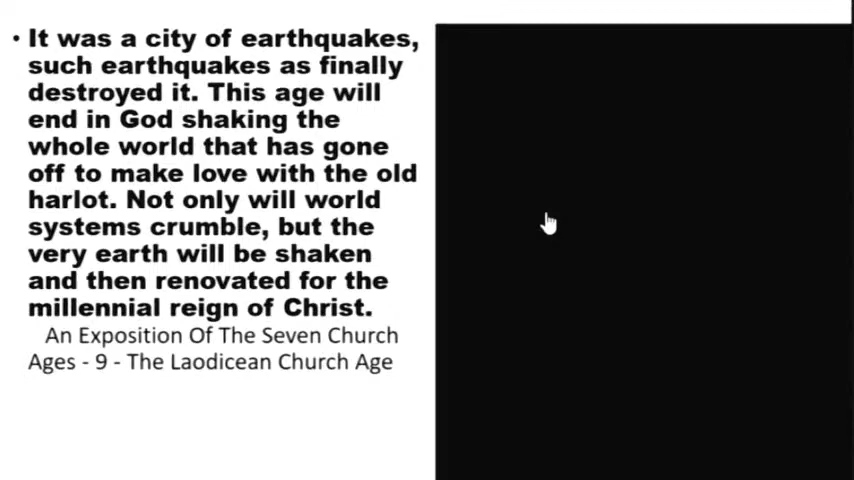 • It was a city of earthquakes,
such earthquakes as finally
destroyed it. This age will
end in God shaking the
whole world that has gone
off to make love with the old
harlot. Not only will world
systems crumble, but the
very earth will be shaken
and then renovated for the
millennial reign of Christ.
An Exposition Of The Seven Church
Ages - 9 - The Laodicean Church Age